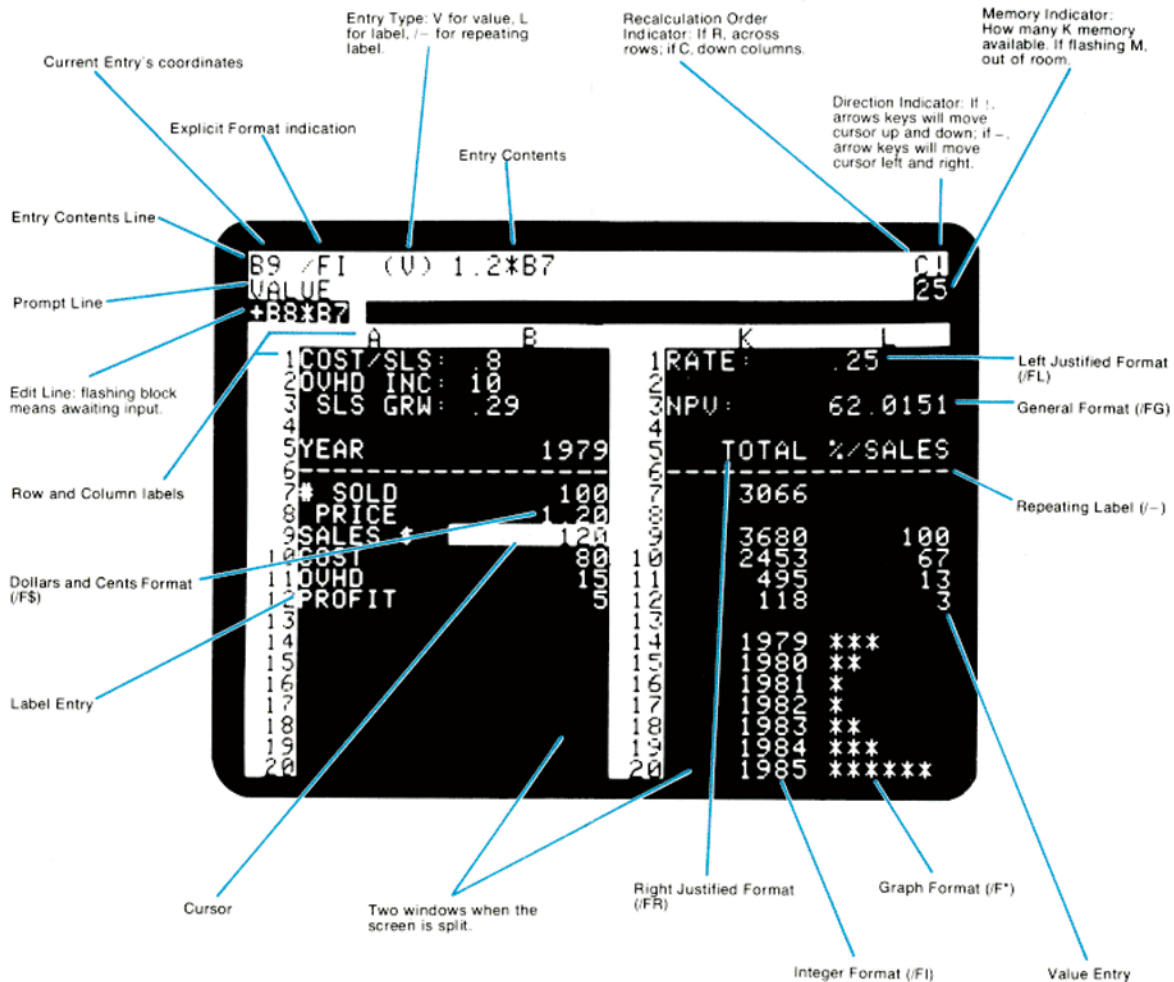 Entry Type: V for value, L
for label, /– for repeating
label.
Recalculation Order
Indicator: If R, across
rows; if C, down columns.
Memory Indicator:
How many K memory
available. If flashing M,
out of room.
Current Entry's coordinates
Explicit Format indication
Entry Contents
Direction Indicator: If !,
arrows keys will move
cursor up and down; if –,
arrow keys will move
cursor left and right.
Entry Contents Line
Prompt Line
Edit Line: flashing block
means awaiting input.
Row and Column labels
Dollars and Cents Format
(/F$)
Label Entry
B9 /FI (V) 1.2*B7 C!
VALUE 25
+B8*B7
A B
1 COST/SLS: .8
2 OVHD INC: 10
3 SLS GRW: .29
4
5 YEAR 1979
6 ------------------
7 # SOLD 100
8 PRICE 1.20
9 SALES $ 120
10 COST 80
11 OVHD 15
12 PROFIT 5
13
14
15
16
17
18
19
20
K L
1 RATE: .25
2
3 NPV: 62.0151
4
5 TOTAL %/SALES
6 ------------------
7 3066
8
9 3680 100
10 2453 67
11 495 13
12 118 3
13
14 1979 ***
15 1980 **
16 1981 *
17 1982 *
18 1983 **
19 1984 ***
20 1985 ******
Left Justified Format
(/FL)
General Format (/FG)
Repeating Label (/–)
Cursor
Two windows when the
screen is split.
Right Justified Format
(/FR)
Graph Format (/F*)
Integer Format (/FI)
Value Entry